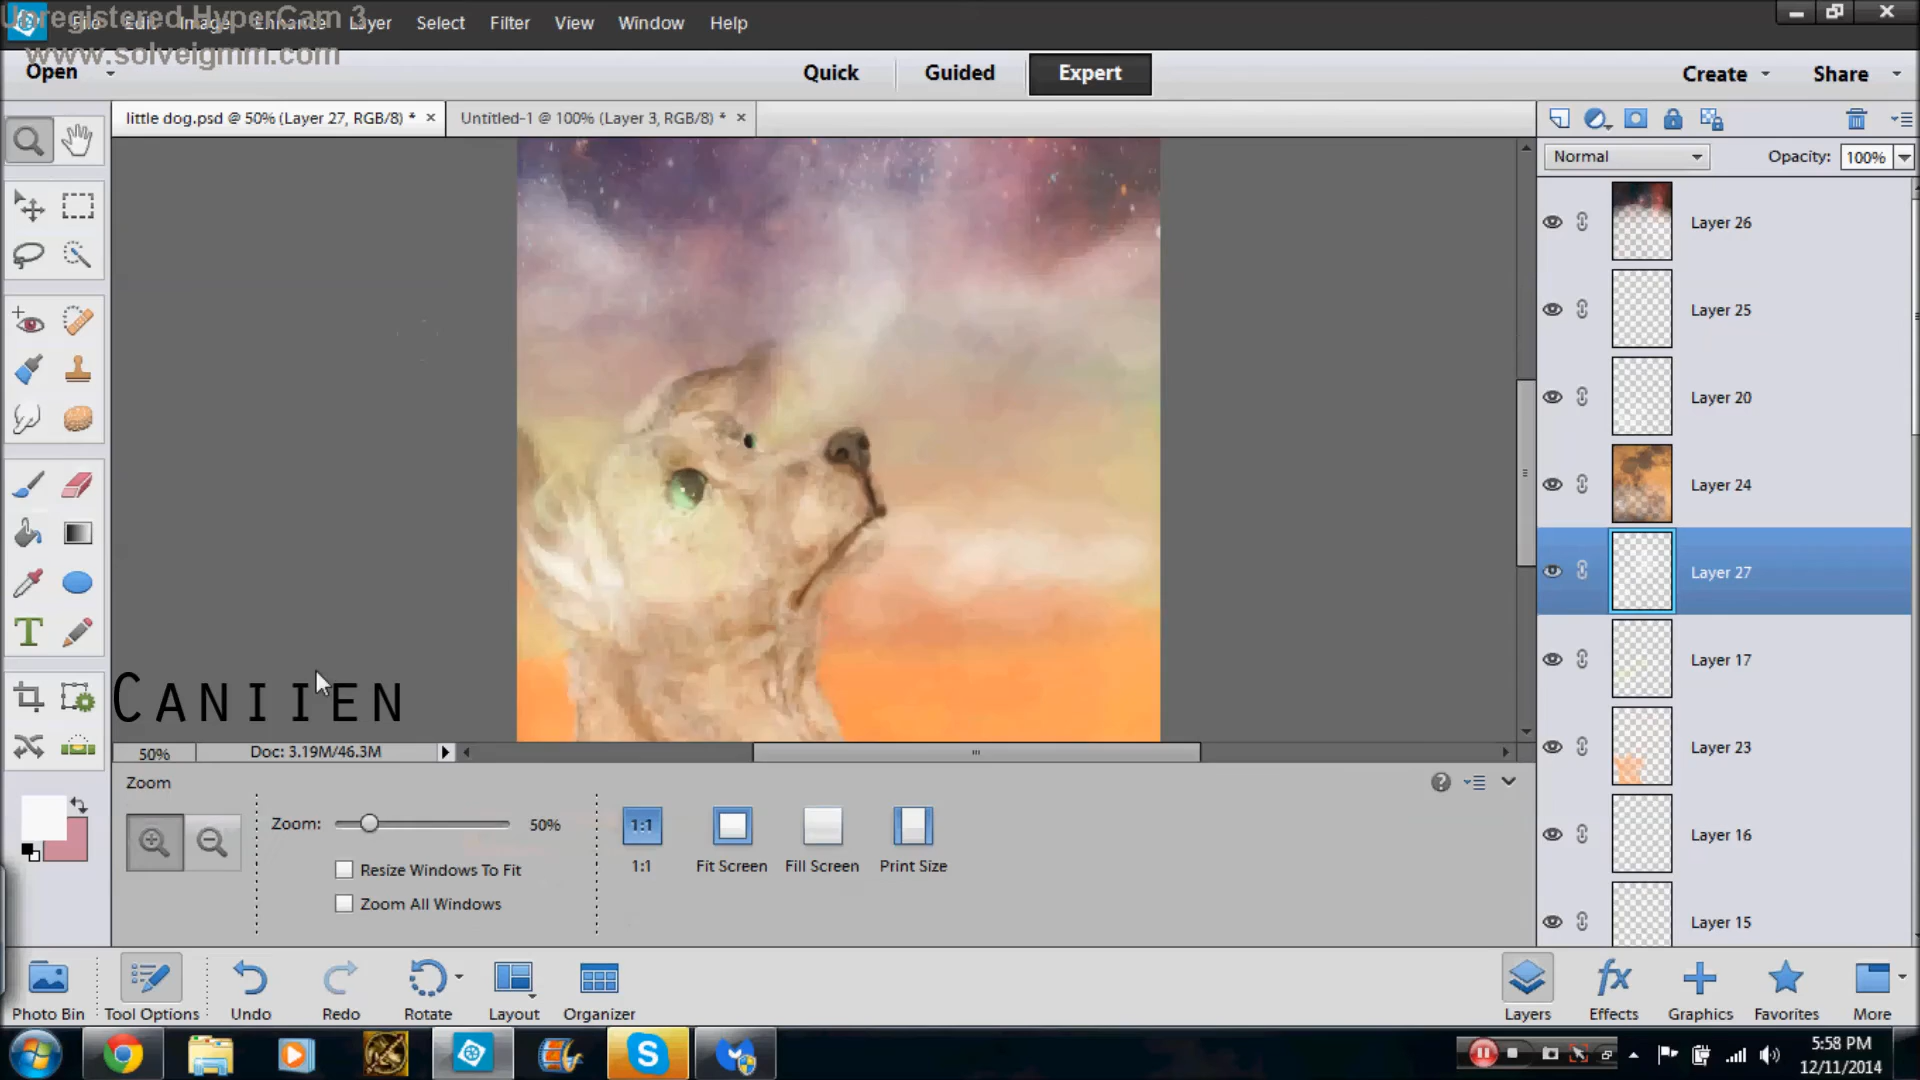 Unregistered HyperCam 3
www.solveigmm.com
File Edit Image Enhance Layer Select Filter View Window Help
Open Quick Guided Expert Create Share
little dog.psd @ 50% (Layer 27, RGB/8) * Untitled-1 @ 100% (Layer 3, RGB/8) *
Normal Opacity: 100%
Layer 26
Layer 25
Layer 20
Layer 24
Layer 27
Layer 17
Layer 23
Layer 16
Layer 15
CANIIEN
50% Doc: 3.19M/46.3M
Zoom
Zoom: 50%
Resize Windows To Fit
Zoom All Windows
1:1
1:1 Fit Screen Fill Screen Print Size
Photo Bin Tool Options Undo Redo Rotate Layout Organizer Layers Effects Graphics Favorites More
5:58 PM
12/11/2014